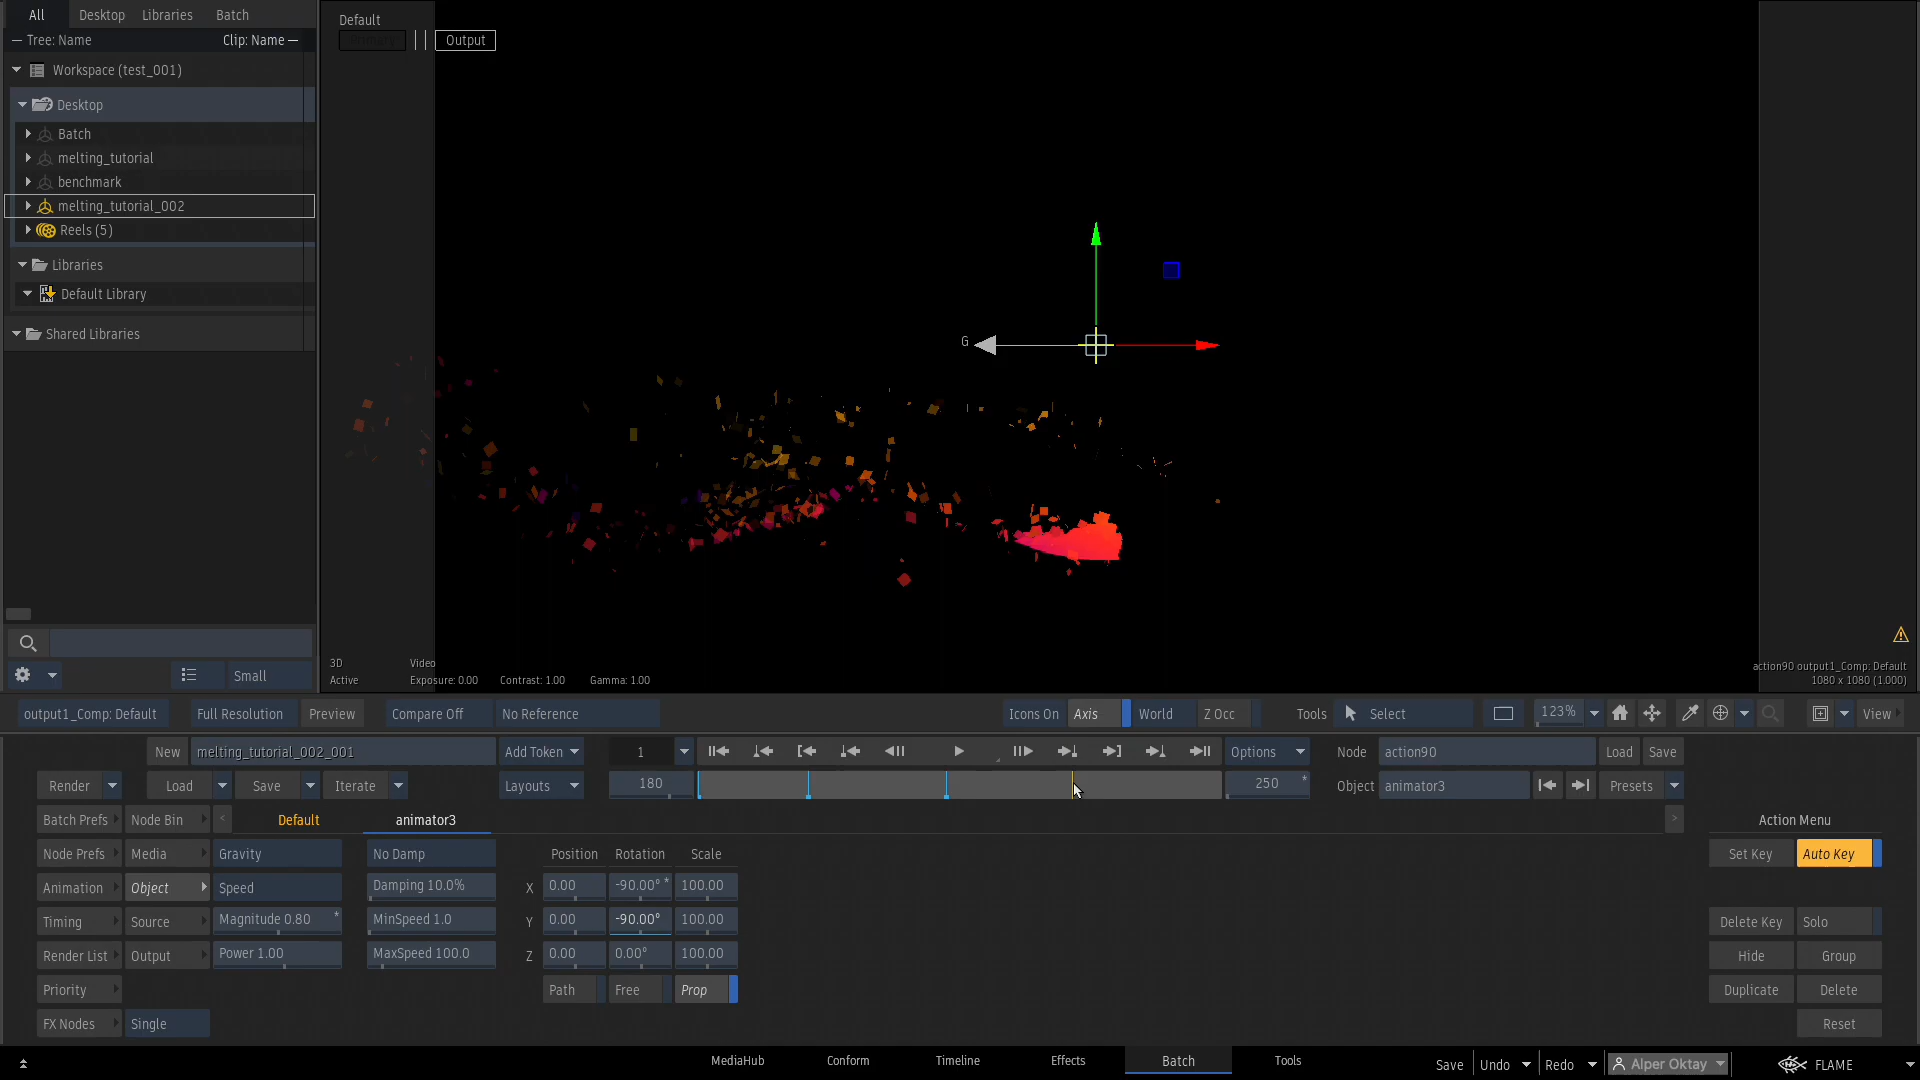 All Desktop Libraries Batch
Tree: Name Clip: Name
Workspace (test_001)
Desktop
Batch
melting_tutorial
benchmark
melting_tutorial_002
Reels (5)
Libraries
Default Library
Shared Libraries
Small
Default
Output
G
3D Video
Active Exposure: 0.00 Contrast: 1.00 Gamma: 1.00
action90 output1_Comp: Default
1080 x 1080 (1.000)
output1_Comp: Default Full Resolution Preview Compare Off No Reference Icons On Axis World Z Occ Tools Select 123% View
New melting_tutorial_002_001 Add Token 1 Options Node action90 Load Save
Render Load Save Iterate Layouts 180 250 * Object animator3 Presets
Batch Prefs Node Bin < Default animator3 > Action Menu
Node Prefs Media Gravity No Damp Position Rotation Scale Set Key Auto Key
Animation Object Speed Damping 10.0% X 0.00 -90.00° * 100.00
Timing Source Magnitude 0.80 * MinSpeed 1.0 Y 0.00 -90.00° 100.00 Delete Key Solo
Render List Output Power 1.00 MaxSpeed 100.0 Z 0.00 0.00° 100.00 Hide Group
Priority Path Free Prop Duplicate Delete
FX Nodes Single Reset
MediaHub Conform Timeline Effects Batch Tools Save Undo Redo Alper Oktay FLAME